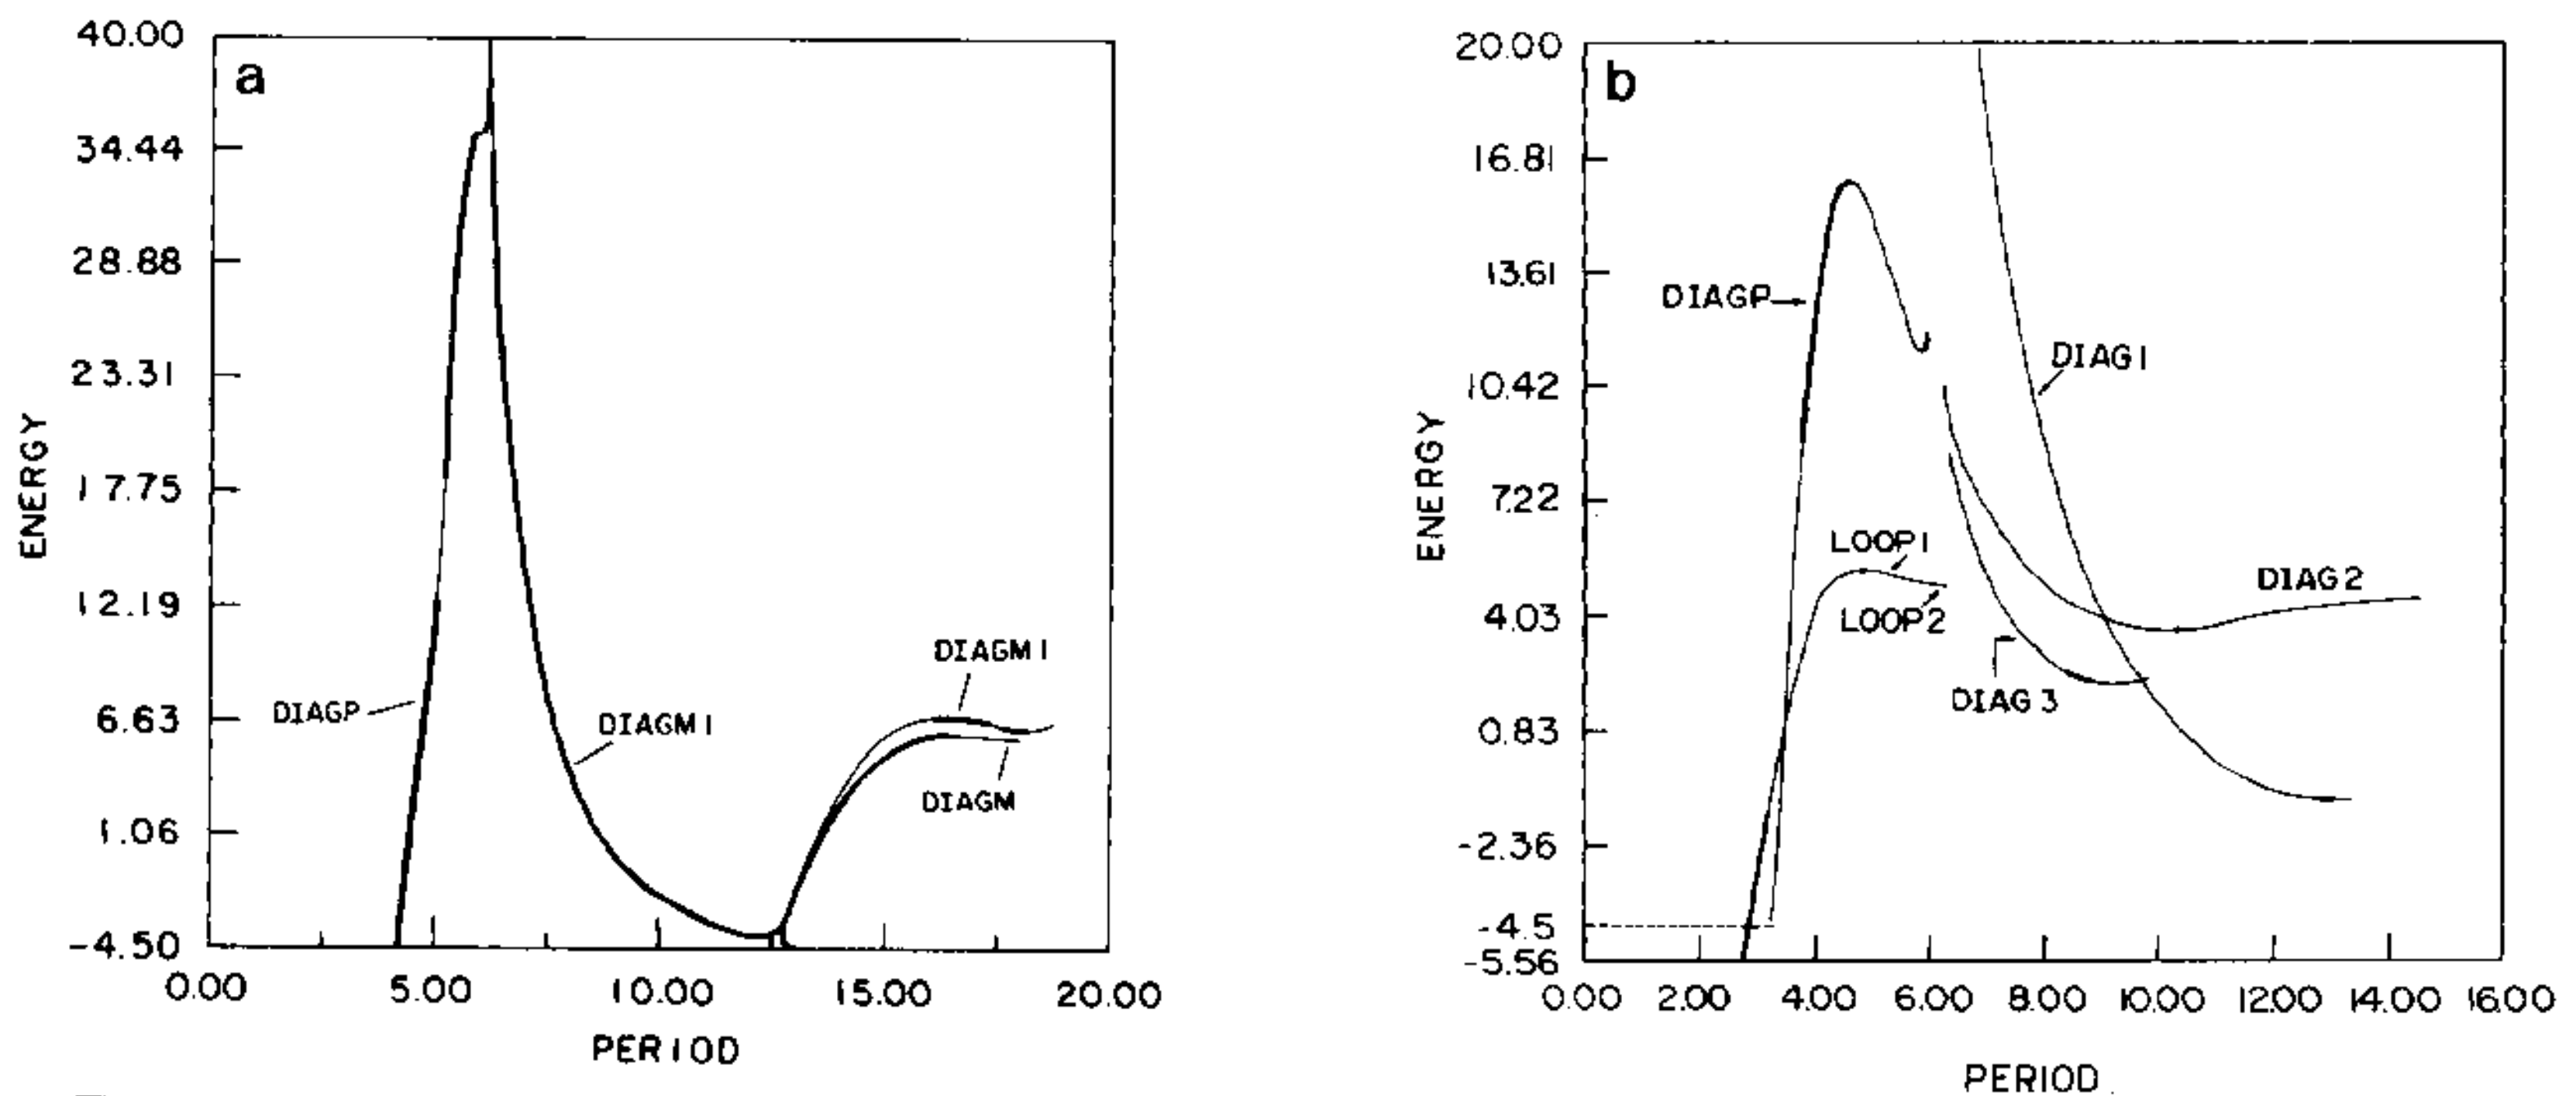 a
40.00
34.44
28.88
23.31
17.75
12.19
6.63
1.06
-4.50
ENERGY
DIAGP
DIAGM1
DIAGM1
DIAGM
0.00 5.00 10.00 15.00 20.00
PERIOD
b
20.00
16.81
13.61
10.42
7.22
4.03
0.83
-2.36
-4.5
-5.56
ENERGY
DIAGP
DIAG1
LOOP1
LOOP2
DIAG2
DIAG3
0.00 2.00 4.00 6.00 8.00 10.00 12.00 14.00 16.00
PERIOD